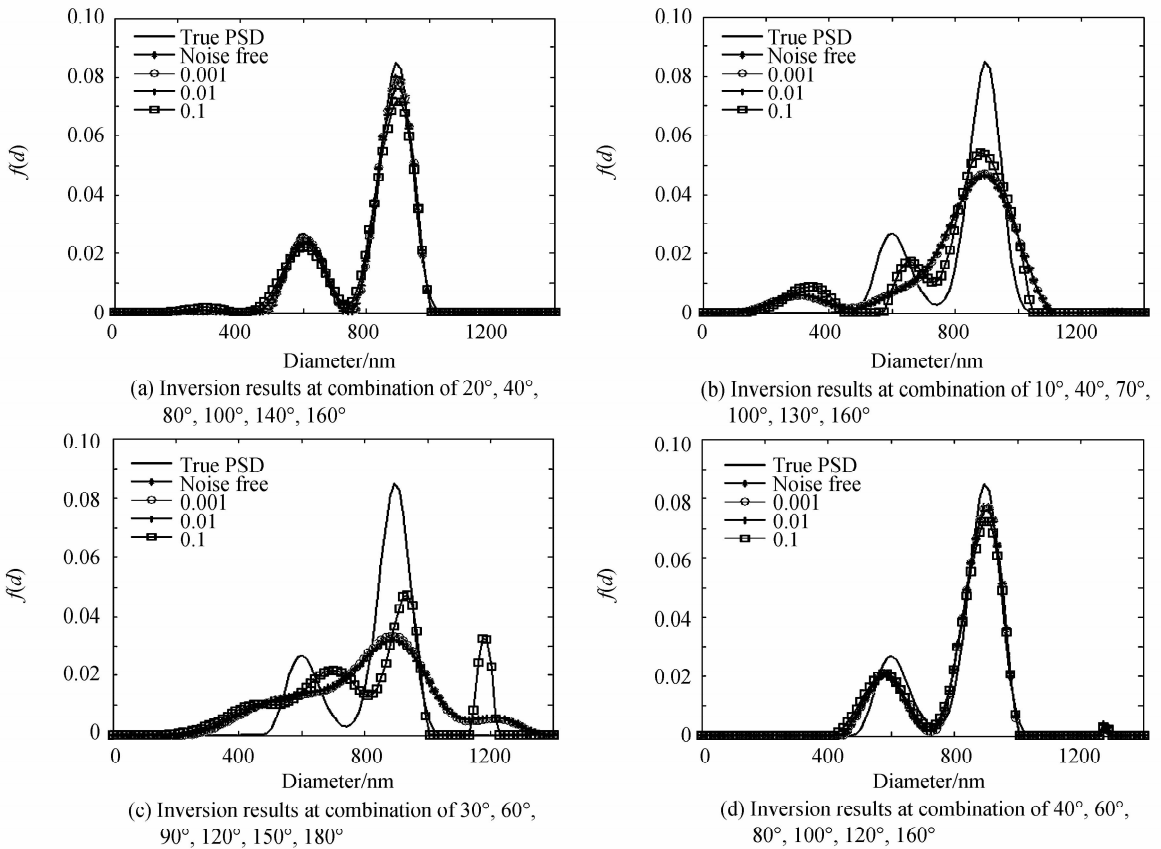 0.10
0.08
0.06
0.04
0.02
0
f(d)
True PSD
Noise free
0.001
0.01
0.1
0 400 800 1200
Diameter/nm
(a) Inversion results at combination of 20°, 40°,
80°, 100°, 140°, 160°
0.10
0.08
0.06
0.04
0.02
0
f(d)
True PSD
Noise free
0.001
0.01
0.1
0 400 800 1200
Diameter/nm
(b) Inversion results at combination of 10°, 40°, 70°,
100°, 130°, 160°
0.10
0.08
0.06
0.04
0.02
0
f(d)
True PSD
Noise free
0.001
0.01
0.1
0 400 800 1200
Diameter/nm
(c) Inversion results at combination of 30°, 60°,
90°, 120°, 150°, 180°
0.10
0.08
0.06
0.04
0.02
0
f(d)
True PSD
Noise free
0.001
0.01
0.1
0 400 800 1200
Diameter/nm
(d) Inversion results at combination of 40°, 60°,
80°, 100°, 120°, 160°